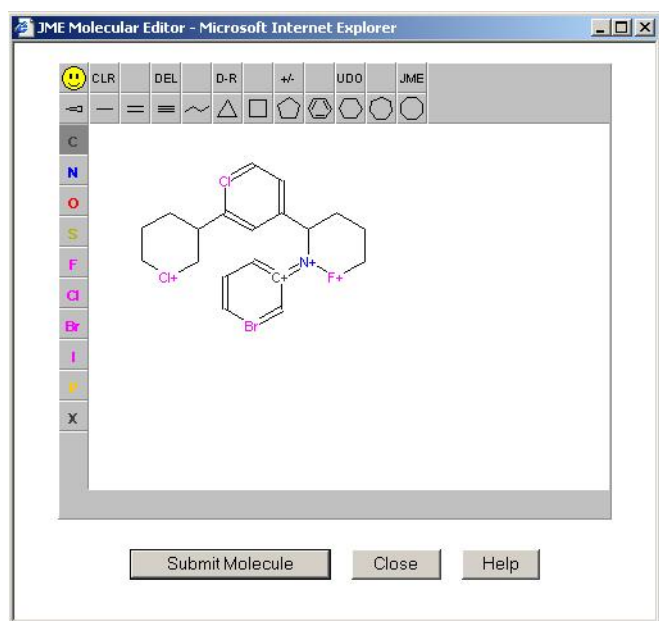 JME Molecular Editor - Microsoft Internet Explorer
CLR DEL D-R +/- UDO JME
C
N
O
S
F
Cl
Br
I
P
X
Cl
Cl+
N+
C+
F+
Br
Submit Molecule Close Help